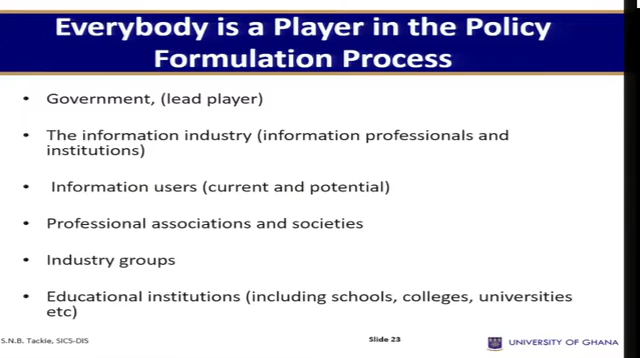 Everybody is a Player in the Policy
Formulation Process
• Government, (lead player)
• The information industry (information professionals and
institutions)
• Information users (current and potential)
• Professional associations and societies
• Industry groups
• Educational institutions (including schools, colleges, universities
etc)
S.N.B. Tackie, SICS-DIS
Slide 23
UNIVERSITY OF GHANA